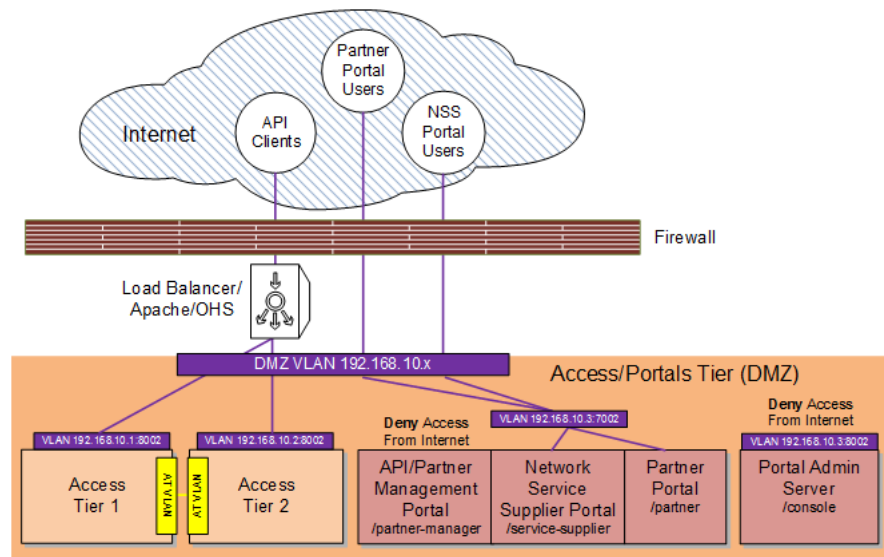 Partner
Portal
Users
Internet
API
Clients
NSS
Portal
Users
Firewall
Load Balancer/
Apache/OHS
DMZ VLAN 192.168.10.x
Access/Portals Tier (DMZ)
VLAN 192.168.10.1:8002
VLAN 192.168.10.2:8002
Deny Access
From Internet
VLAN 192.168.10.3:7002
Deny Access
From Internet
VLAN 192.168.10.3:8002
Access
Tier 1
AT VLAN
AT VLAN
Access
Tier 2
API/Partner
Management
Portal
/partner-manager
Network
Service
Supplier Portal
/service-supplier
Partner
Portal
/partner
Portal Admin
Server
/console